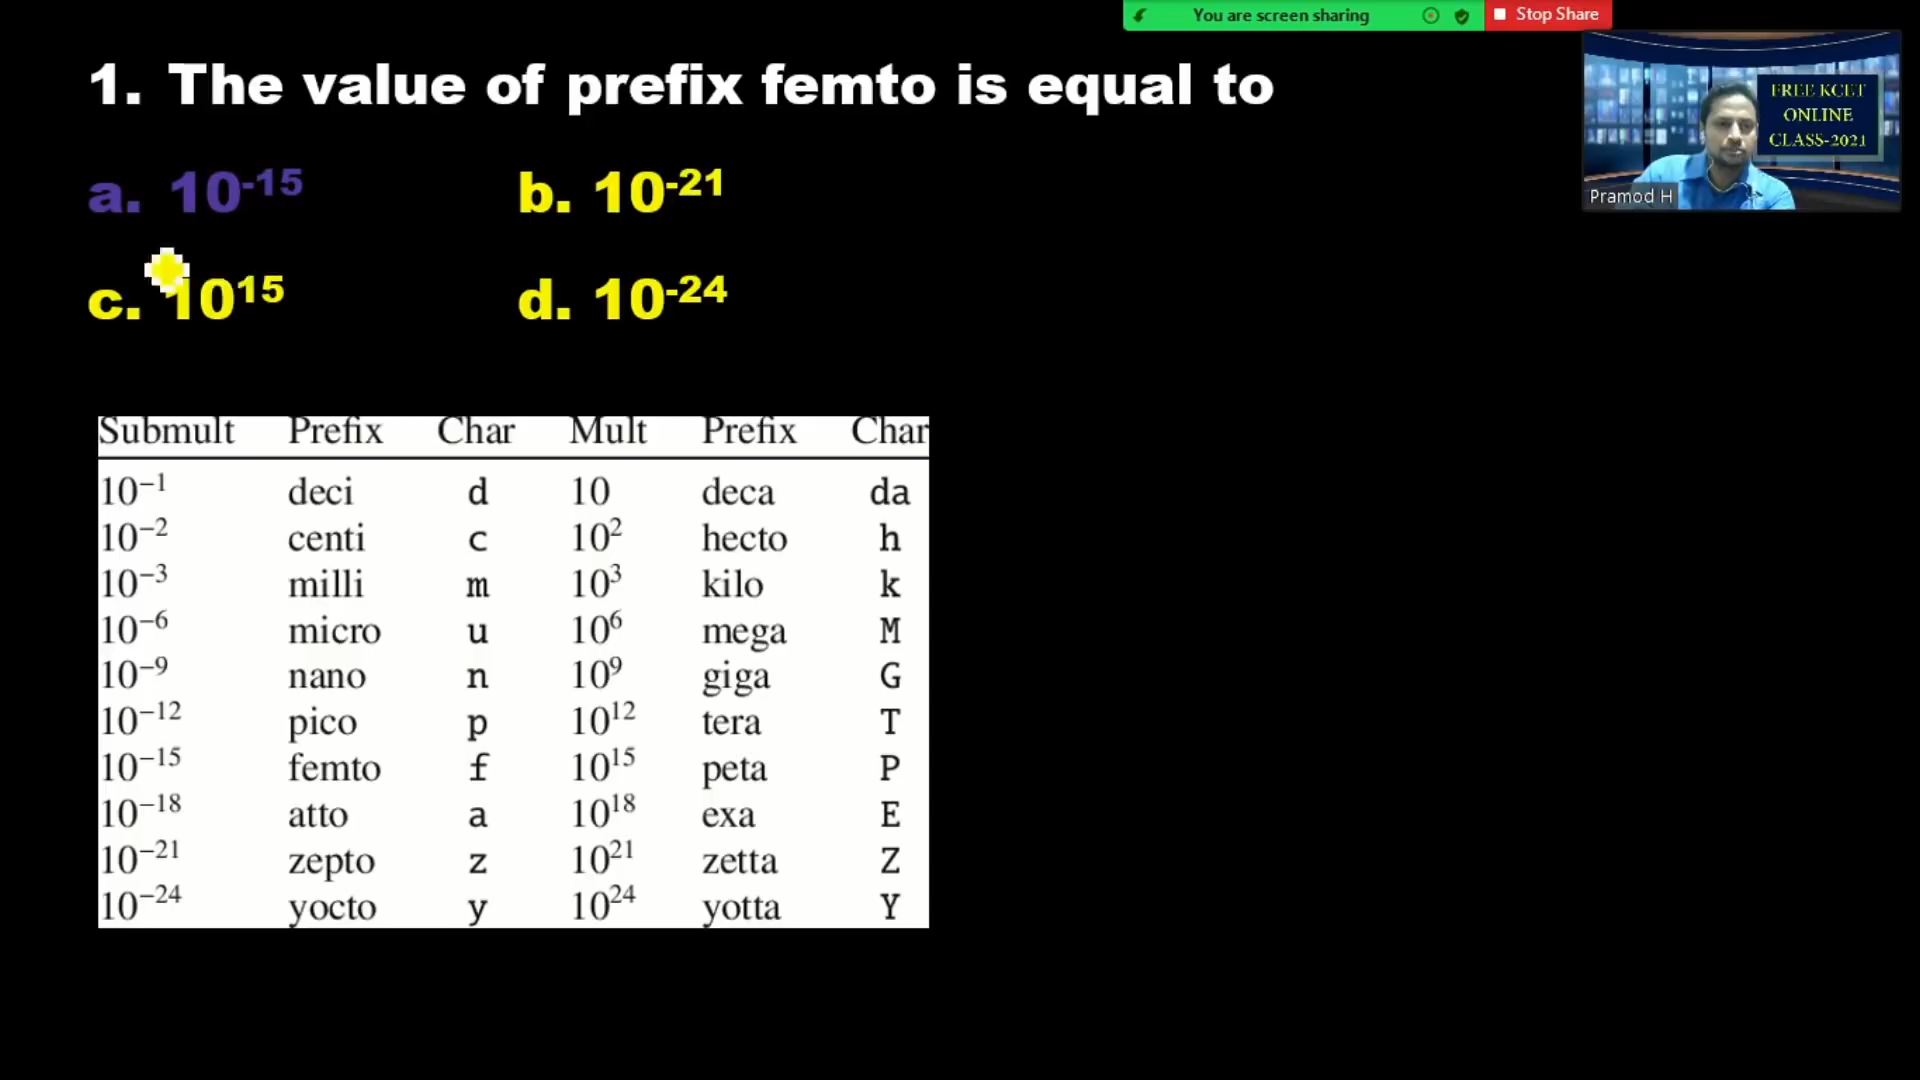 You are screen sharing
Stop Share
1. The value of prefix femto is equal to
a. 10⁻¹⁵ b. 10⁻²¹
c. 10¹⁵ d. 10⁻²⁴
FREE KCET
ONLINE
CLASS-2021
Pramod H
Submult Prefix Char Mult Prefix Char
10⁻¹ deci d 10 deca da
10⁻² centi c 10² hecto h
10⁻³ milli m 10³ kilo k
10⁻⁶ micro u 10⁶ mega M
10⁻⁹ nano n 10⁹ giga G
10⁻¹² pico p 10¹² tera T
10⁻¹⁵ femto f 10¹⁵ peta P
10⁻¹⁸ atto a 10¹⁸ exa E
10⁻²¹ zepto z 10²¹ zetta Z
10⁻²⁴ yocto y 10²⁴ yotta Y